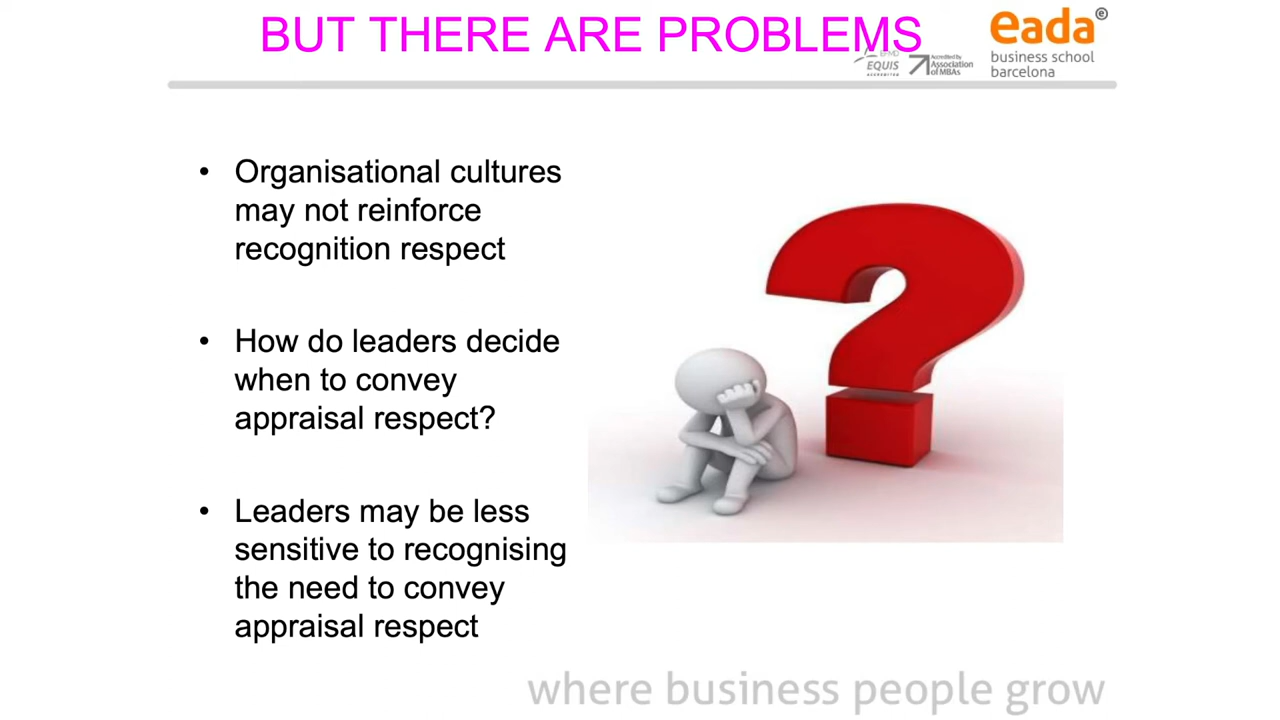 BUT THERE ARE PROBLEMS
eada
business school
barcelona
EFMD
EQUIS
ACCREDITED
Accredited by
Association
of MBAs
• Organisational cultures
may not reinforce
recognition respect
• How do leaders decide
when to convey
appraisal respect?
• Leaders may be less
sensitive to recognising
the need to convey
appraisal respect
where business people grow